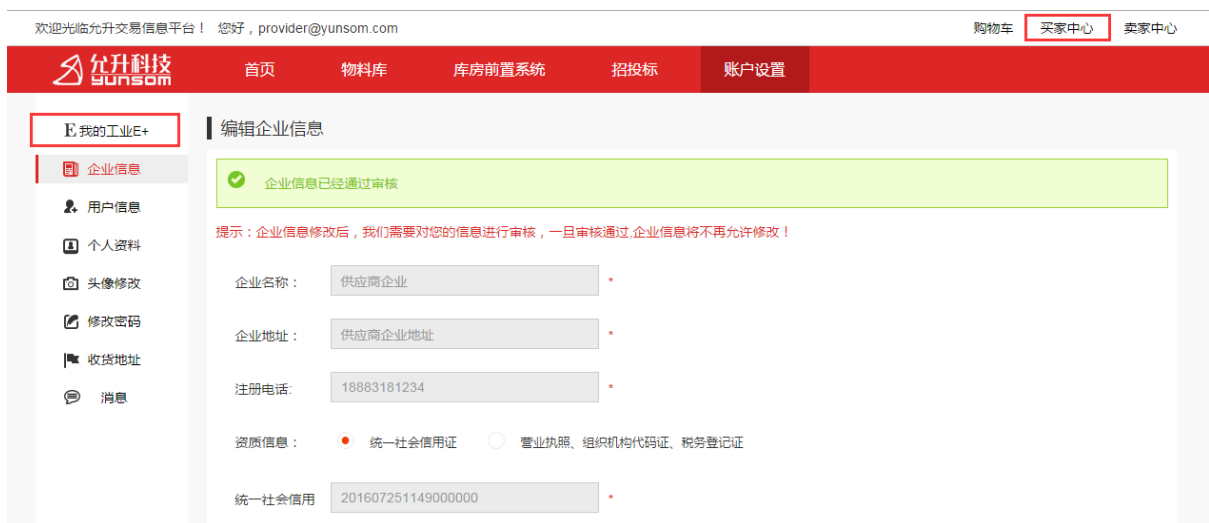 欢迎光临允升交易信息平台！ 您好，provider@yunsom.com 购物车 买家中心 卖家中心
允升科技 yunsom 首页 物料库 库房前置系统 招投标 账户设置
E 我的工业E+
企业信息
用户信息
个人资料
头像修改
修改密码
收货地址
消息
编辑企业信息
企业信息已经通过审核
提示：企业信息修改后，我们需要对您的信息进行审核，一旦审核通过,企业信息将不再允许修改！
企业名称： 供应商企业 *
企业地址： 供应商企业地址 *
注册电话: 18883181234 *
资质信息： 统一社会信用证 营业执照、组织机构代码证、税务登记证
统一社会信用 201607251149000000 *